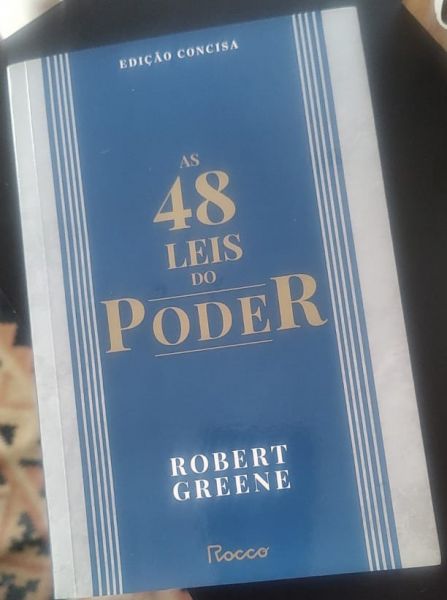 EDIÇÃO CONCISA
AS
48
LEIS
DO
PODER
ROBERT
GREENE
Rocco